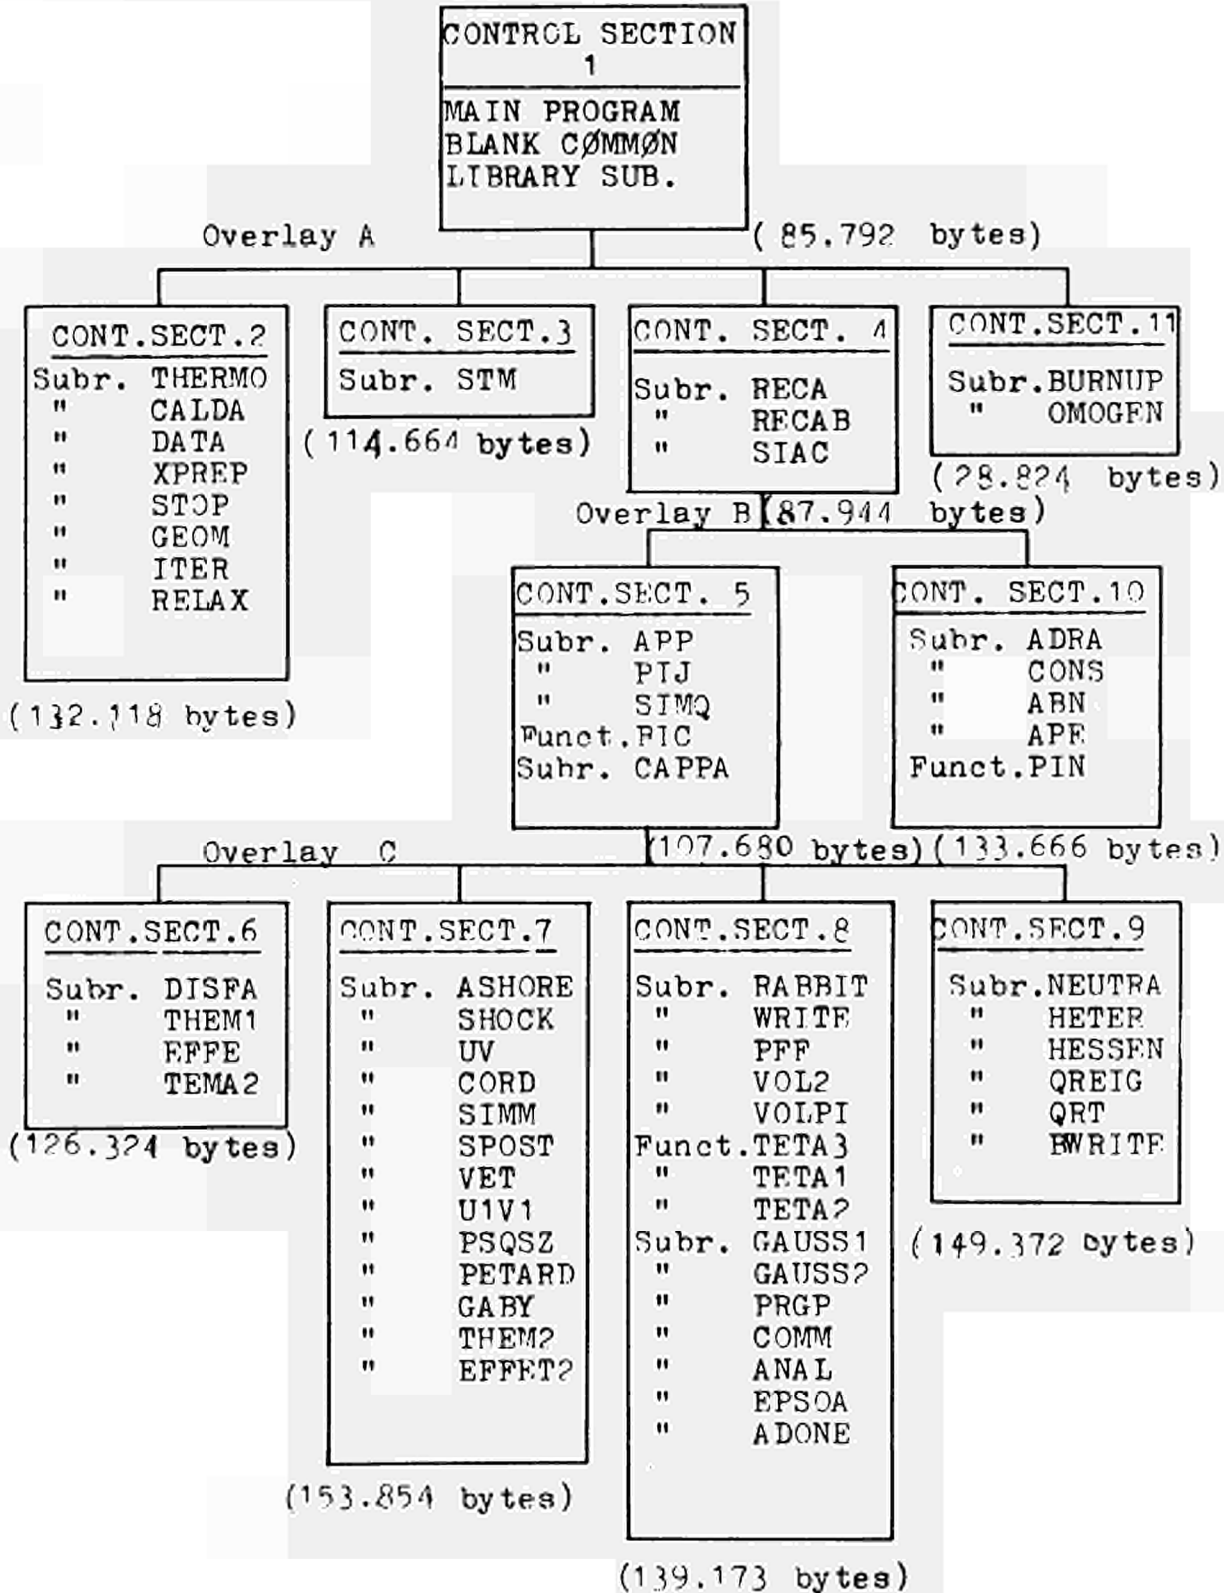 CONTROL SECTION
1
MAIN PROGRAM
BLANK CØMMØN
LIBRARY SUB.
Overlay A
(85.792 bytes)
CONT.SECT.2
Subr. THERMO
" CALDA
" DATA
" XPREP
" STOP
" GEOM
" ITER
" RELAX
(132.118 bytes)
CONT. SECT.3
Subr. STM
(114.664 bytes)
CONT. SECT. 4
Subr. RECA
" RECAB
" SIAC
CONT.SECT.11
Subr.BURNUP
" OMOGEN
(28.824 bytes)
Overlay B
(87.944 bytes)
CONT.SECT. 5
Subr. APP
" PIJ
" SIMQ
Funct.PIC
Subr. CAPPA
CONT. SECT.10
Subr. ADRA
" CONS
" ABN
" APE
Funct.PIN
Overlay C
(107.680 bytes)
(133.666 bytes)
CONT.SECT.6
Subr. DISFA
" THEM1
" EFFE
" TEMA2
(126.324 bytes)
CONT.SECT.7
Subr. ASHORE
" SHOCK
" UV
" CORD
" SIMM
" SPOST
" VET
" U1V1
" PSQSZ
" PETARD
" GABY
" THEM2
" EFFET2
(153.854 bytes)
CONT.SECT.8
Subr. RABBIT
" WRITE
" PFF
" VOL2
" VOLPI
Funct.TETA3
" TETA1
" TETA2
Subr. GAUSS1
" GAUSS2
" PRGP
" COMM
" ANAL
" EPSOA
" ADONE
(139.173 bytes)
CONT.SECT.9
Subr.NEUTRA
" HETER
" HESSEN
" QREIG
" QRT
" BWRITE
(149.372 bytes)